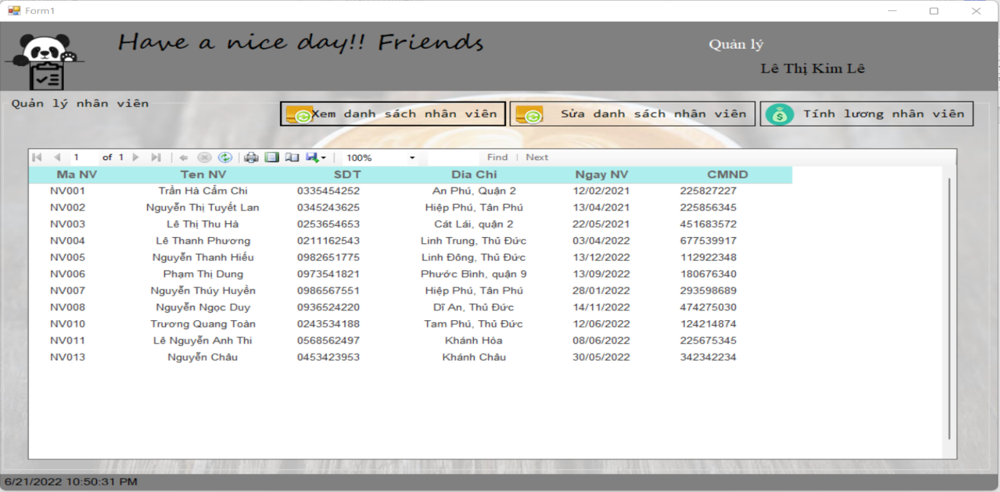 Form1
Have a nice day!! Friends
Quản lý
Lê Thị Kim Lê
Quản lý nhân viên
Xem danh sách nhân viên
Sửa danh sách nhân viên
Tính lương nhân viên
1 of 1 100% Find | Next
Ma NV Ten NV SDT Dia Chi Ngay NV CMND
NV001 Trần Hà Cẩm Chi 0335454252 An Phú, Quận 2 12/02/2021 225827227
NV002 Nguyễn Thị Tuyết Lan 0345243625 Hiệp Phú, Tân Phú 13/04/2021 225856345
NV003 Lê Thị Thu Hà 0253654653 Cát Lái, quận 2 22/05/2021 451683572
NV004 Lê Thanh Phương 0211162543 Linh Trung, Thủ Đức 03/04/2022 677539917
NV005 Nguyễn Thanh Hiếu 0982651775 Linh Đông, Thủ Đức 13/12/2022 112922348
NV006 Phạm Thị Dung 0973541821 Phước Bình, quận 9 13/09/2022 180676340
NV007 Nguyễn Thúy Huyền 0986567551 Hiệp Phú, Tân Phú 28/01/2022 293598689
NV008 Nguyễn Ngọc Duy 0936524220 Dĩ An, Thủ Đức 14/11/2022 474275030
NV010 Trương Quang Toàn 0243534188 Tam Phú, Thủ Đức 12/06/2022 124214874
NV011 Lê Nguyễn Anh Thi 0568562497 Khánh Hòa 08/06/2022 225675345
NV013 Nguyễn Châu 0453423953 Khánh Châu 30/05/2022 342342234
6/21/2022 10:50:31 PM